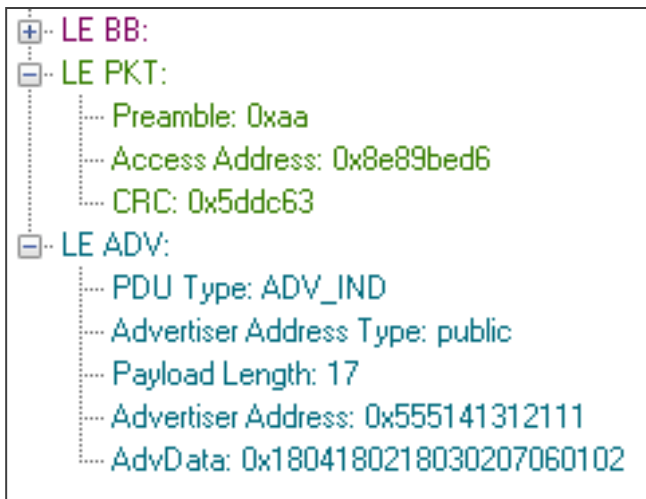 LE BB:
LE PKT:
Preamble: 0xaa
Access Address: 0x8e89bed6
CRC: 0x5ddc63
LE ADV:
PDU Type: ADV_IND
Advertiser Address Type: public
Payload Length: 17
Advertiser Address: 0x555141312111
AdvData: 0x1804180218030207060102